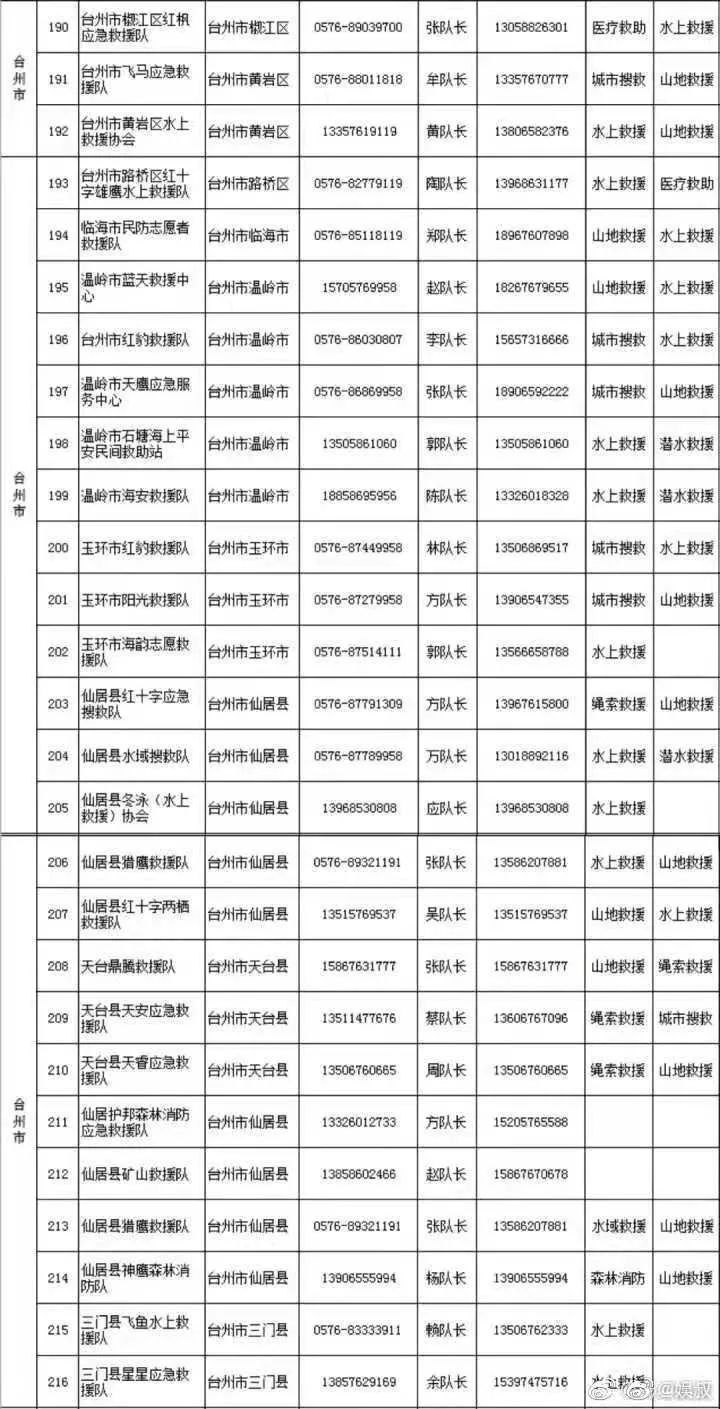 台州市
190 台州市椒江区红枫应急救援队 台州市椒江区 0576-89039700 张队长 13058826301 医疗救助 水上救援
191 台州市飞马应急救援队 台州市黄岩区 0576-88011818 牟队长 13357670777 城市搜救 山地救援
192 台州市黄岩区水上救援协会 台州市黄岩区 13357619119 黄队长 13806582376 水上救援 山地救援
台州市
193 台州市路桥区红十字雄鹰水上救援队 台州市路桥区 0576-82779119 陶队长 13968631177 水上救援 医疗救助
194 临海市民防志愿者救援队 台州市临海市 0576-85118119 郑队长 18967607898 山地救援 水上救援
195 温岭市蓝天救援中心 台州市温岭市 15705769958 赵队长 18267679655 山地救援 水上救援
196 台州市红豹救援队 台州市温岭市 0576-86030807 李队长 15657316666 城市搜救 水上救援
197 温岭市天鹰应急服务中心 台州市温岭市 0576-86869958 张队长 18906592222 城市搜救 山地救援
198 温岭市石塘海上平安民间救助站 台州市温岭市 13505861060 郭队长 13505861060 水上救援 潜水救援
199 温岭市海安救援队 台州市温岭市 18858695956 陈队长 13326018328 水上救援 潜水救援
200 玉环市红豹救援队 台州市玉环市 0576-87449958 林队长 13506869517 城市搜救 水上救援
201 玉环市阳光救援队 台州市玉环市 0576-87279958 方队长 13906547355 城市搜救 山地救援
202 玉环市海韵志愿救援队 台州市玉环市 0576-87514111 郭队长 13566658788 水上救援
203 仙居县红十字应急搜救队 台州市仙居县 0576-87791309 方队长 13967615800 绳索救援 山地救援
204 仙居县水域搜救队 台州市仙居县 0576-87789958 万队长 13018892116 水上救援 潜水救援
205 仙居县冬泳（水上救援）协会 台州市仙居县 13968530808 应队长 13968530808 水上救援
台州市
206 仙居县猎鹰救援队 台州市仙居县 0576-89321191 张队长 13586207881 水上救援 山地救援
207 仙居县红十字两栖救援队 台州市仙居县 13515769537 吴队长 13515769537 山地救援 水上救援
208 天台鼎腾救援队 台州市天台县 15867631777 张队长 15867631777 山地救援 绳索救援
209 天台县天安应急救援队 台州市天台县 13511477676 蔡队长 13606767096 绳索救援 城市搜救
210 天台县天睿应急救援队 台州市天台县 13506760665 周队长 13506760665 绳索救援 山地救援
211 仙居护邦森林消防应急救援队 台州市仙居县 13326012733 方队长 15205765588
212 仙居县矿山救援队 台州市仙居县 13858602466 赵队长 15867670678
213 仙居县猎鹰救援队 台州市仙居县 0576-89321191 张队长 13586207881 水域救援 山地救援
214 仙居县神鹰森林消防队 台州市仙居县 13906555994 杨队长 13906555994 森林消防 山地救援
215 三门县飞鱼水上救援队 台州市三门县 0576-83333911 赖队长 13506762333 水上救援
216 三门县星星应急救援队 台州市三门县 13857629169 余队长 15397475716 水上救援
@娱叔